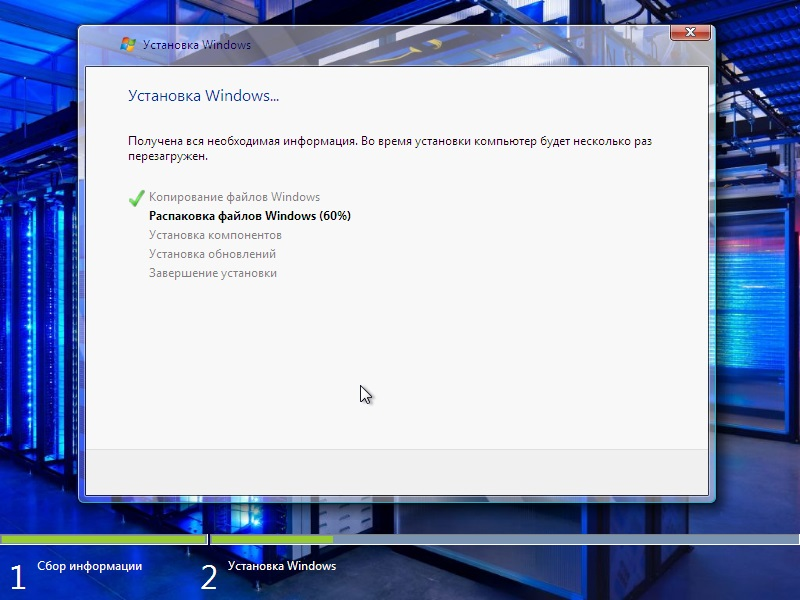 Установка Windows
Установка Windows...
Получена вся необходимая информация. Во время установки компьютер будет несколько раз
перезагружен.
Копирование файлов Windows
Распаковка файлов Windows (60%)
Установка компонентов
Установка обновлений
Завершение установки
1 Сбор информации
2 Установка Windows